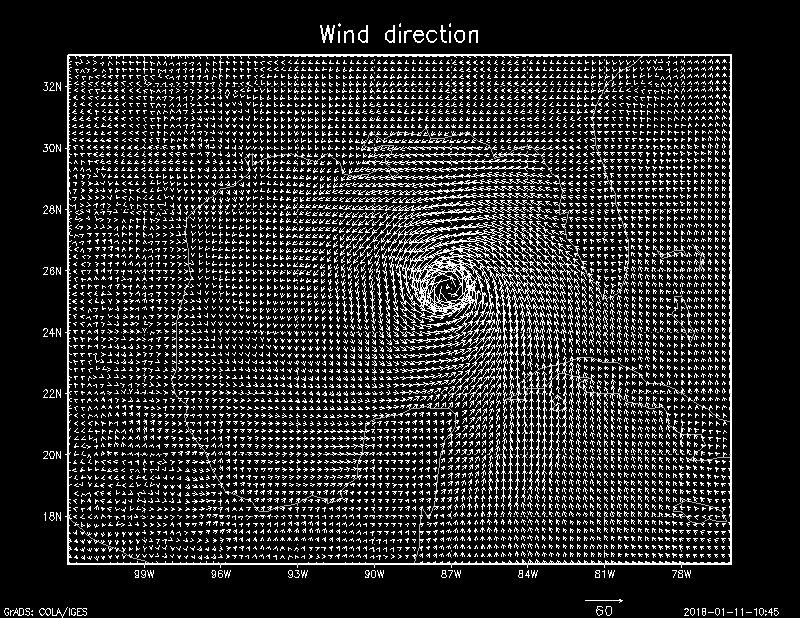 Wind direction
32N
30N
28N
26N
24N
22N
20N
18N
99W 96W 93W 90W 87W 84W 81W 78W
60
GrADS: COLA/IGES 2018-01-11-10:45